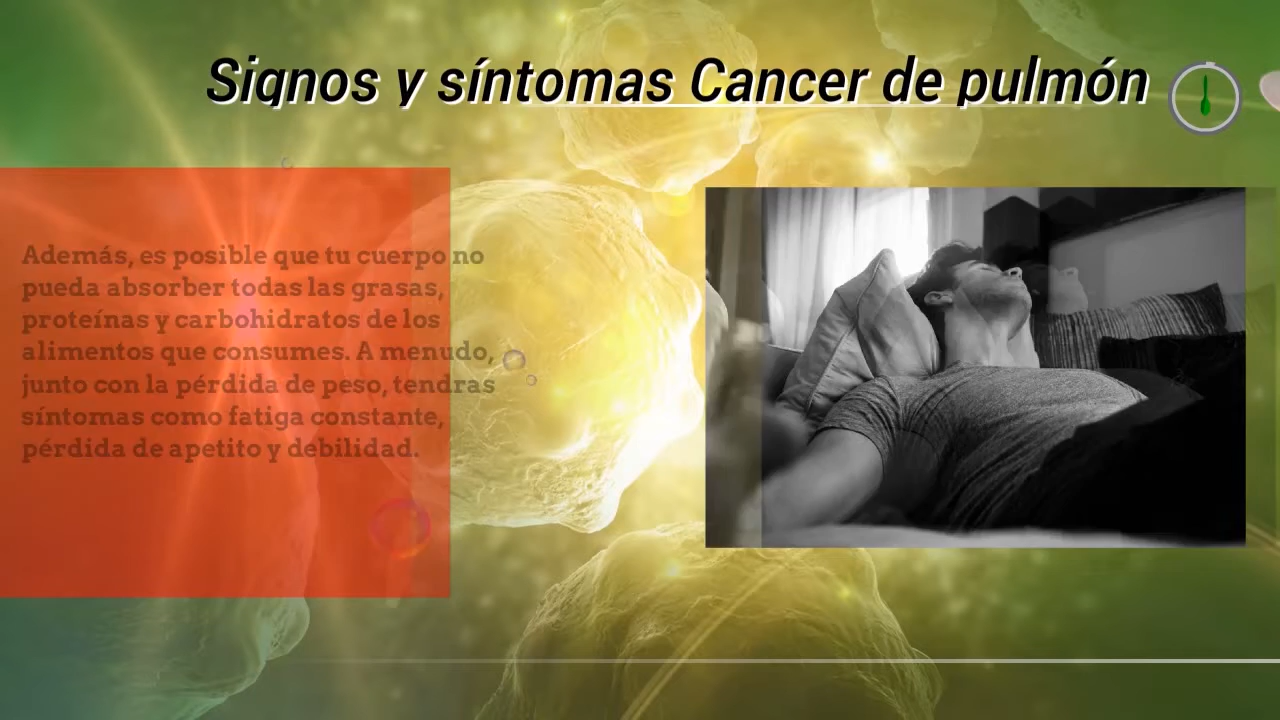 Signos y síntomas Cancer de pulmón
Además, es posible que tu cuerpo no
pueda absorber todas las grasas,
proteínas y carbohidratos de los
alimentos que consumes. A menudo,
junto con la pérdida de peso, tendras
síntomas como fatiga constante,
pérdida de apetito y debilidad.